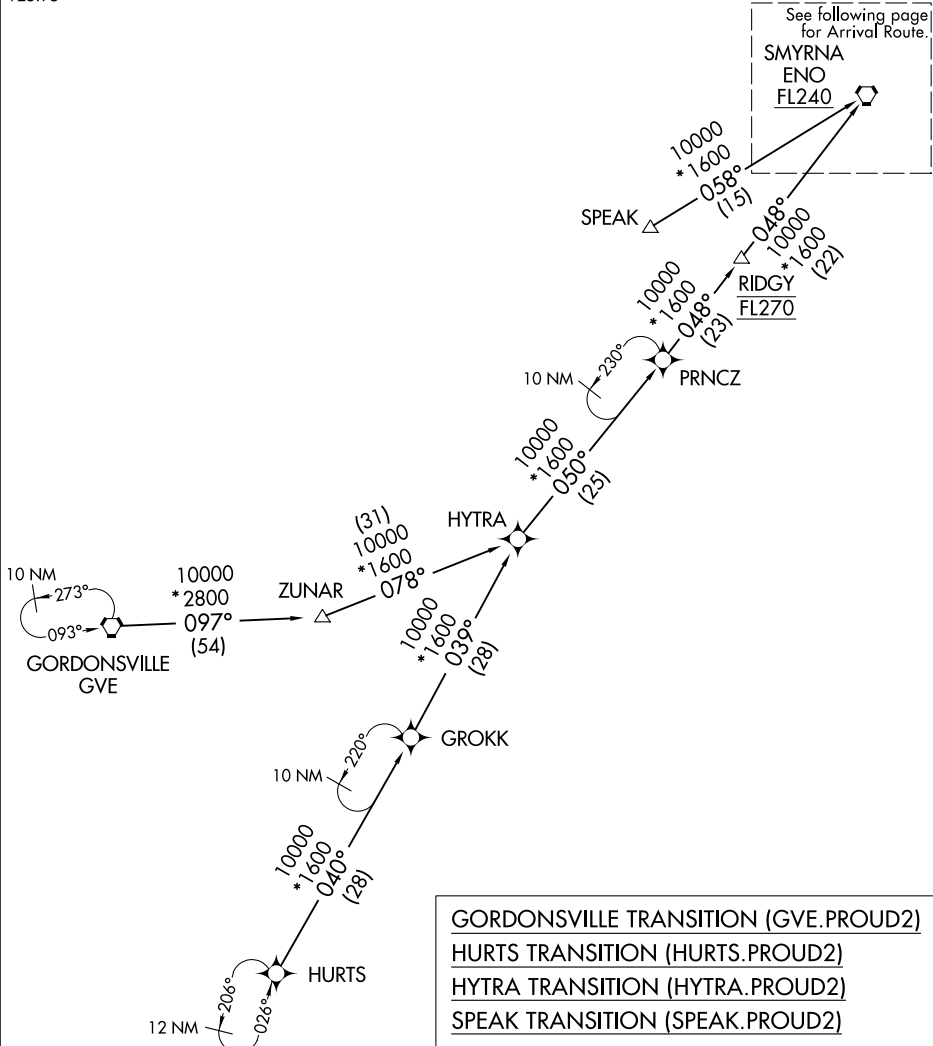 See following page
for Arrival Route.
SMYRNA
ENO
FL240
10000
*1600
058°
(15)
SPEAK
048°
10000
*1600
(22)
RIDGY
FL270
10000
*1600
048°
(23)
230°
10 NM
PRNCZ
10000
*1600
050°
(25)
HYTRA
(31)
10000
*1600
078°
ZUNAR
10 NM
273°
093°
10000
*2800
097°
(54)
GORDONSVILLE
GVE
10000
*1600
039°
(28)
GROKK
220°
10 NM
10000
*1600
040°
(28)
HURTS
206°
026°
12 NM
GORDONSVILLE TRANSITION (GVE.PROUD2)
HURTS TRANSITION (HURTS.PROUD2)
HYTRA TRANSITION (HYTRA.PROUD2)
SPEAK TRANSITION (SPEAK.PROUD2)